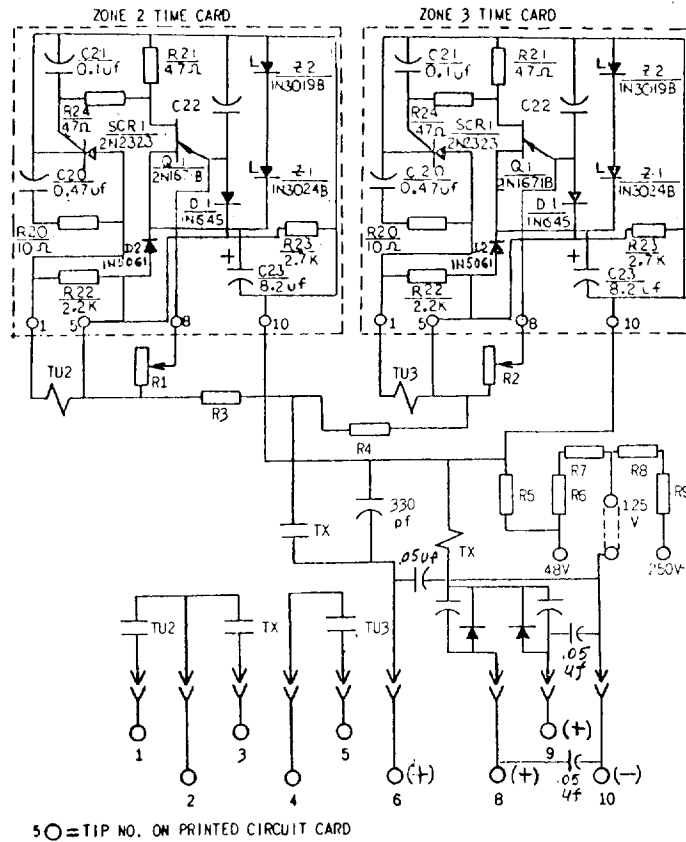 ZONE 2 TIME CARD
ZONE 3 TIME CARD
C21
0.1uf
R21
47Ω
C22
Z2
1N3019B
R24
47Ω
SCR1
2N2323
Q1
2N1671B
Z1
1N3024B
C20
0.47uf
D1
1N645
R20
10Ω
D2
1N5061
R23
2.7K
+
C23
8.2uf
R22
2.2K
1
5
8
10
C21
0.1uf
R21
47Ω
C22
Z2
1N3019B
R24
47Ω
SCR1
2N2323
Q1
2N1671B
Z1
1N3024B
C20
0.47uf
D1
1N645
R20
10Ω
D2
1N5061
R23
2.7K
+
C23
8.2uf
R22
2.2K
1
5
8
10
TU2
R1
R3
TU3
R2
R4
R7
R8
R5
R6
125
V
R9
330
pf
TX
TX
.05uf
48V
250V
TU2
TX
TU3
.05
uf
1
3
5
9
(+)
2
4
6
(+)
8
(+)
.05
uf
10
(-)
5 O = TIP NO. ON PRINTED CIRCUIT CARD